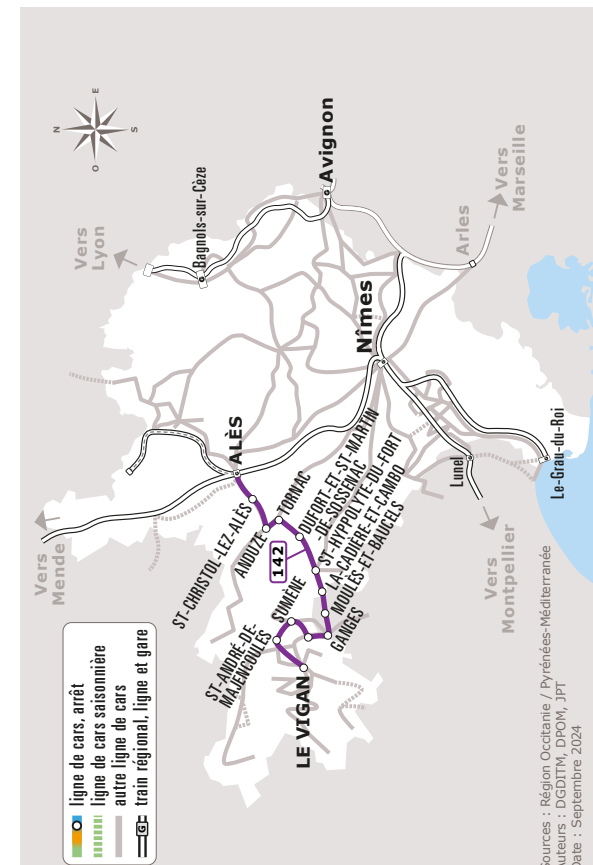 N
E
S
O
Vers
Lyon
Bagnols-sur-Cèze
Avignon
Vers
Marseille
Arles
Nîmes
Vers
Mende
ALÈS
ST-CHRISTOL-LEZ-ALÈS
ANDUZE
TORNAC
DUFORT-ET-ST-MARTIN
-DE-SOSSENAC
ST-HYPPOLYTE-DU-FORT
LA-CADIERE-ET-CAMBO
MOULÈS-ET-BAUCELS
GANGES
142
SUMÈNE
ST-ANDRÉ-DE-
MAJENCOULES
LE VIGAN
Lunel
Le-Grau-du-Roi
Vers
Montpellier
ligne de cars, arrêt
ligne de cars saisonnière
autre ligne de cars
G
train régional, ligne et gare
Sources : Région Occitanie / Pyrénées-Méditerranée
Auteurs : DGDITM, DPOM, JPT
Date : Septembre 2024